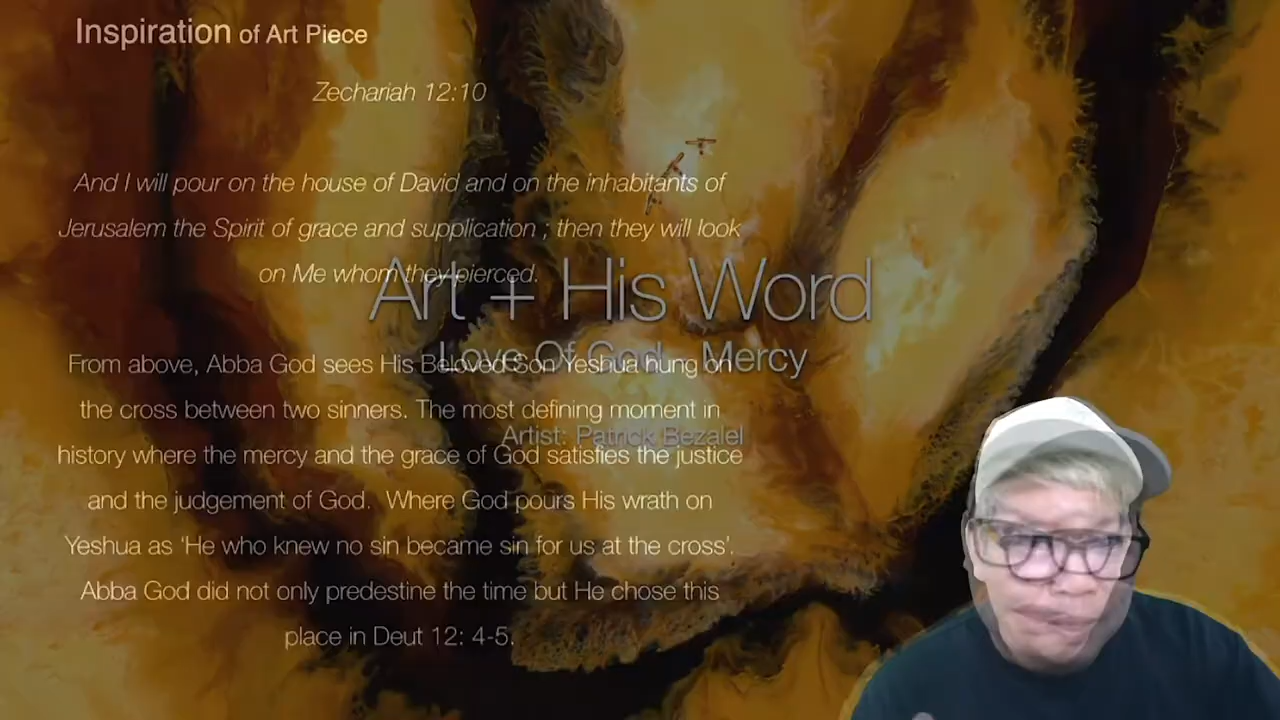 Inspiration of Art Piece
Zechariah 12:10
And I will pour on the house of David and on the inhabitants of
Jerusalem the Spirit of grace and supplication ; then they will look
on Me whom they pierced.
Art + His Word
Love Of God - Mercy
From above, Abba God sees His Beloved Son Yeshua hung on
the cross between two sinners. The most defining moment in
Artist: Patrick Bezalel
history where the mercy and the grace of God satisfies the justice
and the judgement of God. Where God pours His wrath on
Yeshua as ‘He who knew no sin became sin for us at the cross’.
Abba God did not only predestine the time but He chose this
place in Deut 12: 4-5.